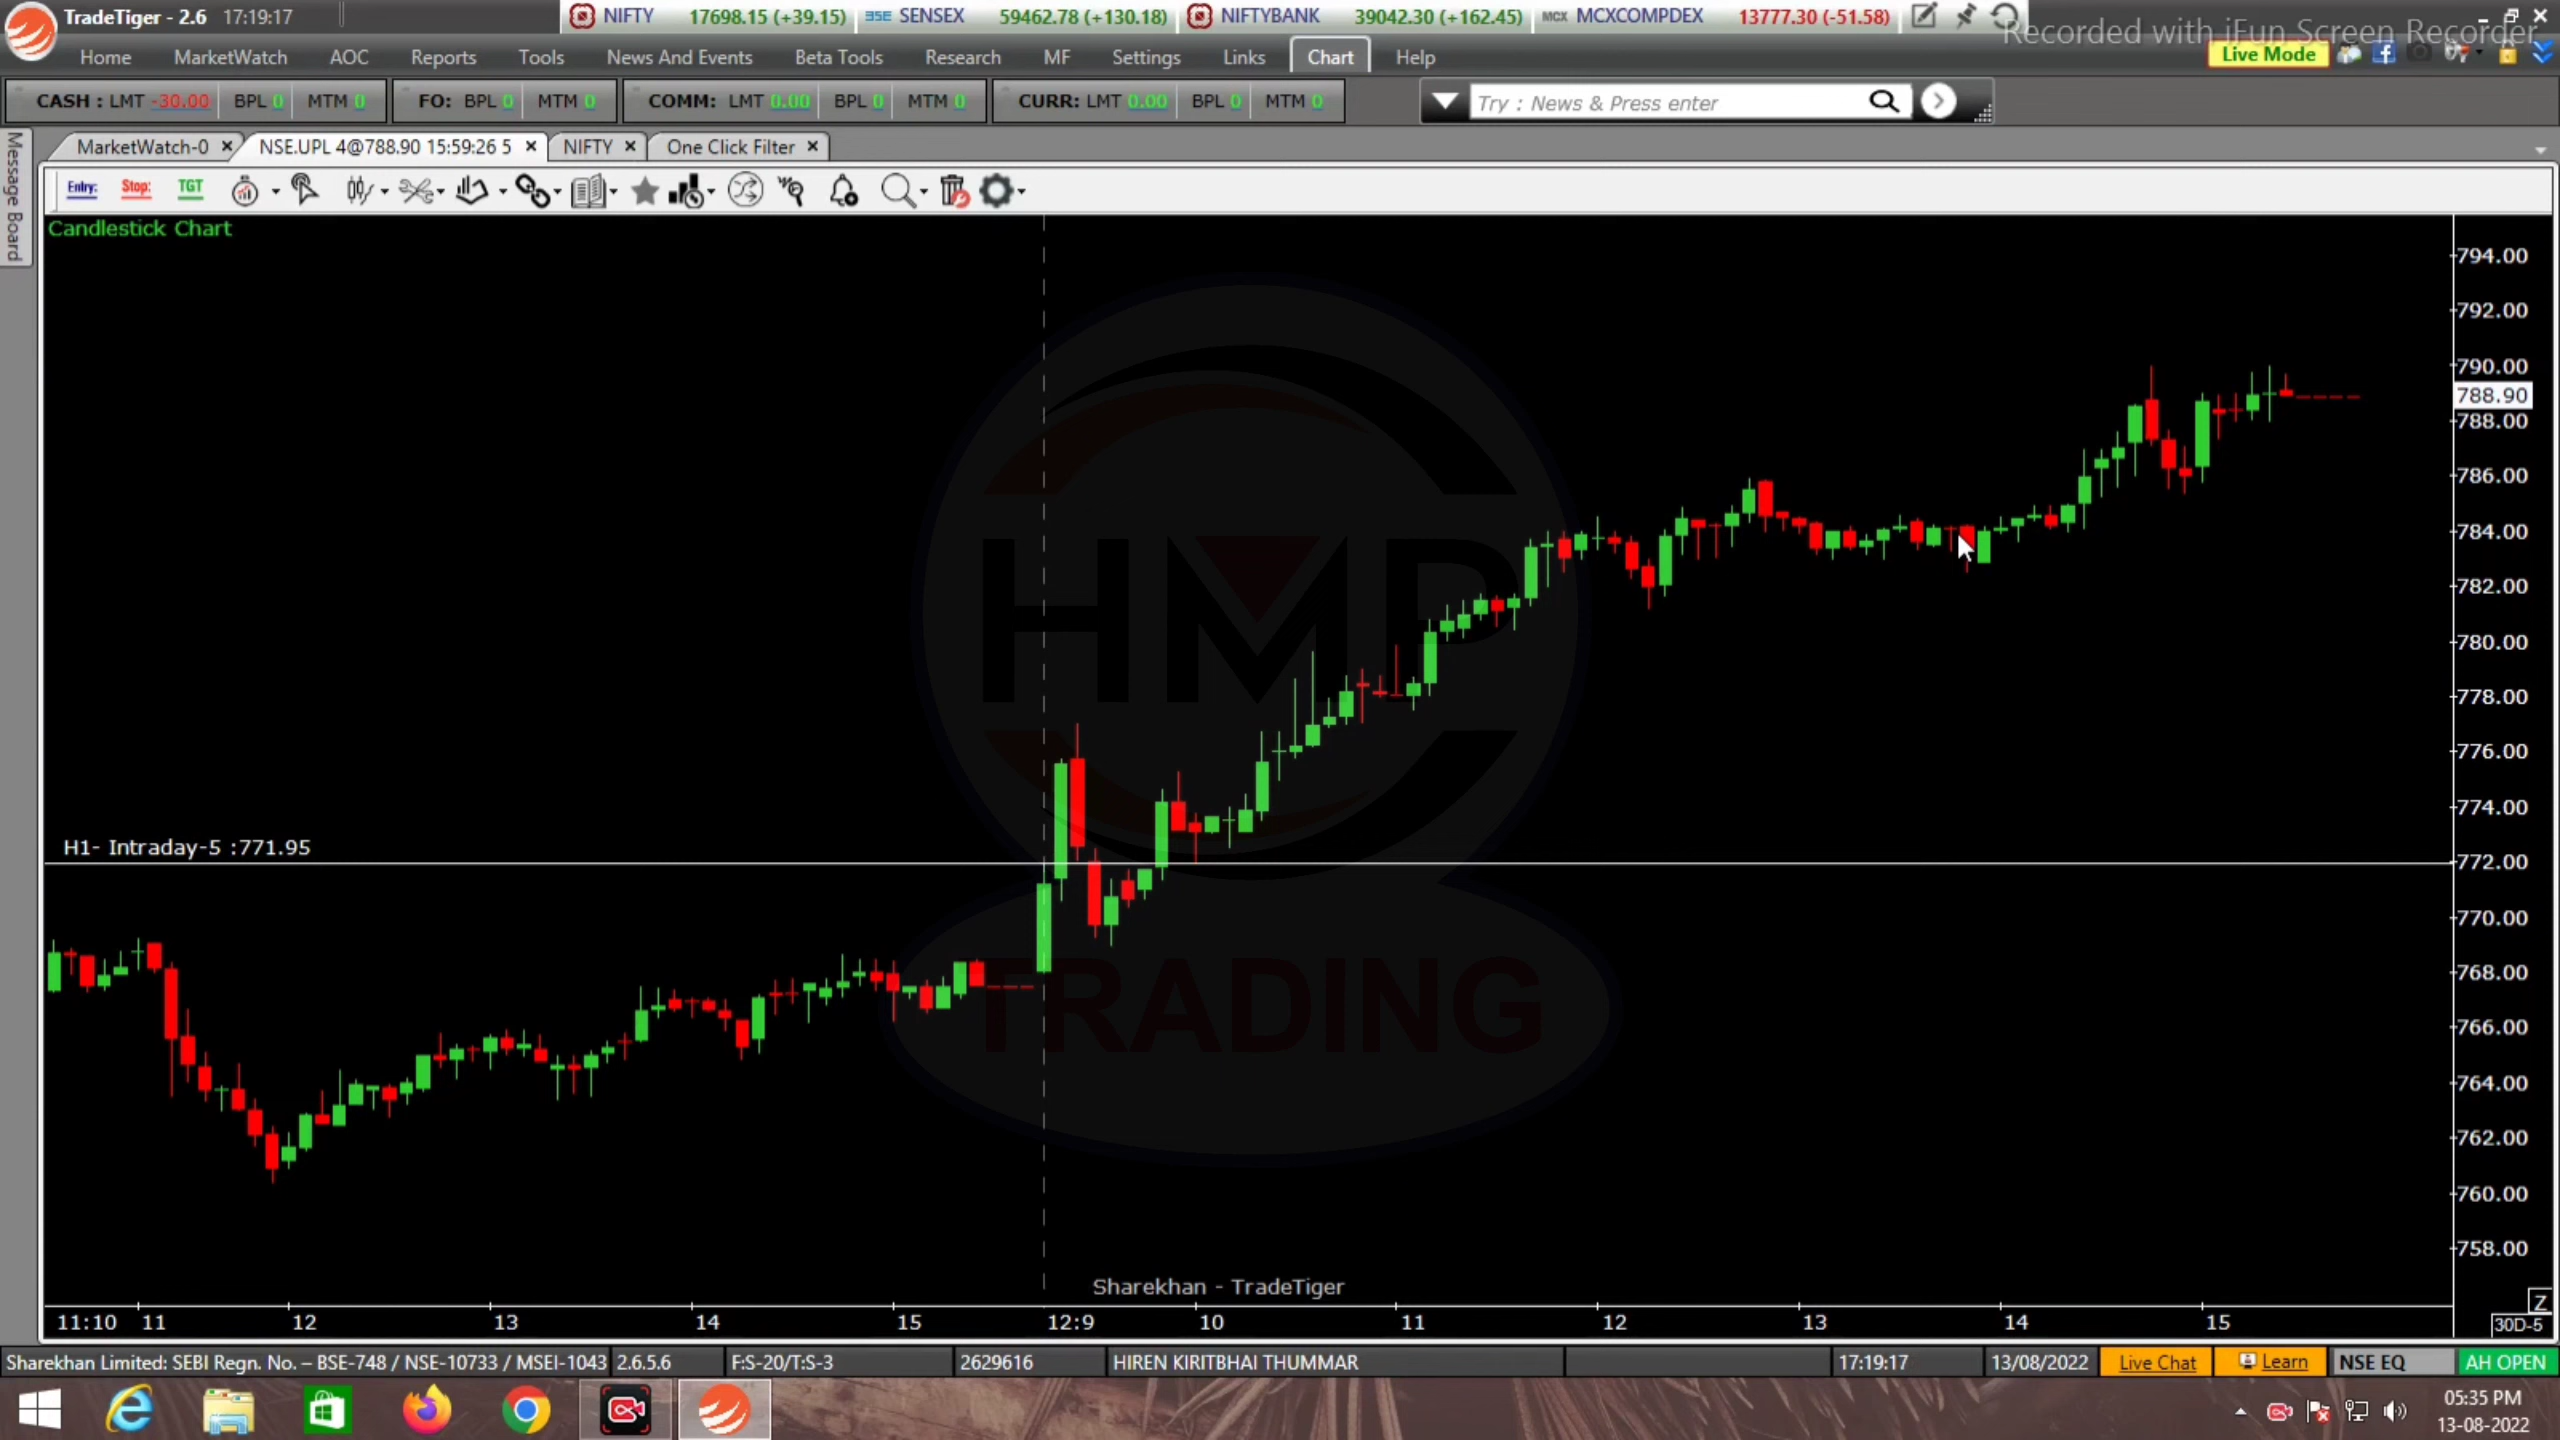 TradeTiger - 2.6 17:19:17 NIFTY 17698.15 (+39.15) BSE SENSEX 59462.78 (+130.18) NIFTYBANK 39042.30 (+162.45) MCX MCXCOMPDEX 13777.30 (-51.58)
Recorded with iFun Screen Recorder
Home MarketWatch AOC Reports Tools News And Events Beta Tools Research MF Settings Links Chart Help Live Mode
CASH : LMT -30.00 BPL 0 MTM 0 FO: BPL 0 MTM 0 COMM: LMT 0.00 BPL 0 MTM 0 CURR: LMT 0.00 BPL 0 MTM 0 Try : News & Press enter
Message Board
MarketWatch-0 NSE.UPL 4@788.90 15:59:26 5 NIFTY One Click Filter
Entry: Stop: TGT
Candlestick Chart
794.00
792.00
790.00
788.90
788.00
786.00
784.00
782.00
780.00
778.00
776.00
774.00
H1- Intraday-5 :771.95
772.00
770.00
768.00
766.00
764.00
762.00
760.00
758.00
HMP
TRADING
Sharekhan - TradeTiger
Z
11:10 11 12 13 14 15 12:9 10 11 12 13 14 15 30D-5
Sharekhan Limited: SEBI Regn. No. – BSE-748 / NSE-10733 / MSEI-1043 2.6.5.6 F:S-20/T:S-3 2629616 HIREN KIRITBHAI THUMMAR 17:19:17 13/08/2022 Live Chat Learn NSE EQ AH OPEN
05:35 PM
13-08-2022